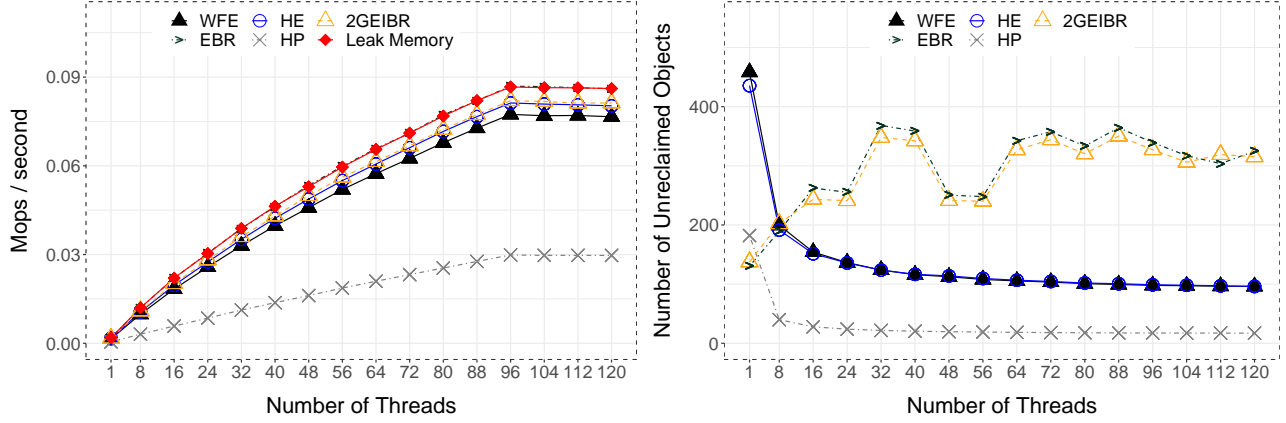 WFE HE 2GEIBR
EBR HP Leak Memory
Mops / second
0.09
0.06
0.03
0.00
1 8 16 24 32 40 48 56 64 72 80 88 96 104 112 120
Number of Threads
WFE HE 2GEIBR
EBR HP
Number of Unreclaimed Objects
400
200
0
1 8 16 24 32 40 48 56 64 72 80 88 96 104 112 120
Number of Threads